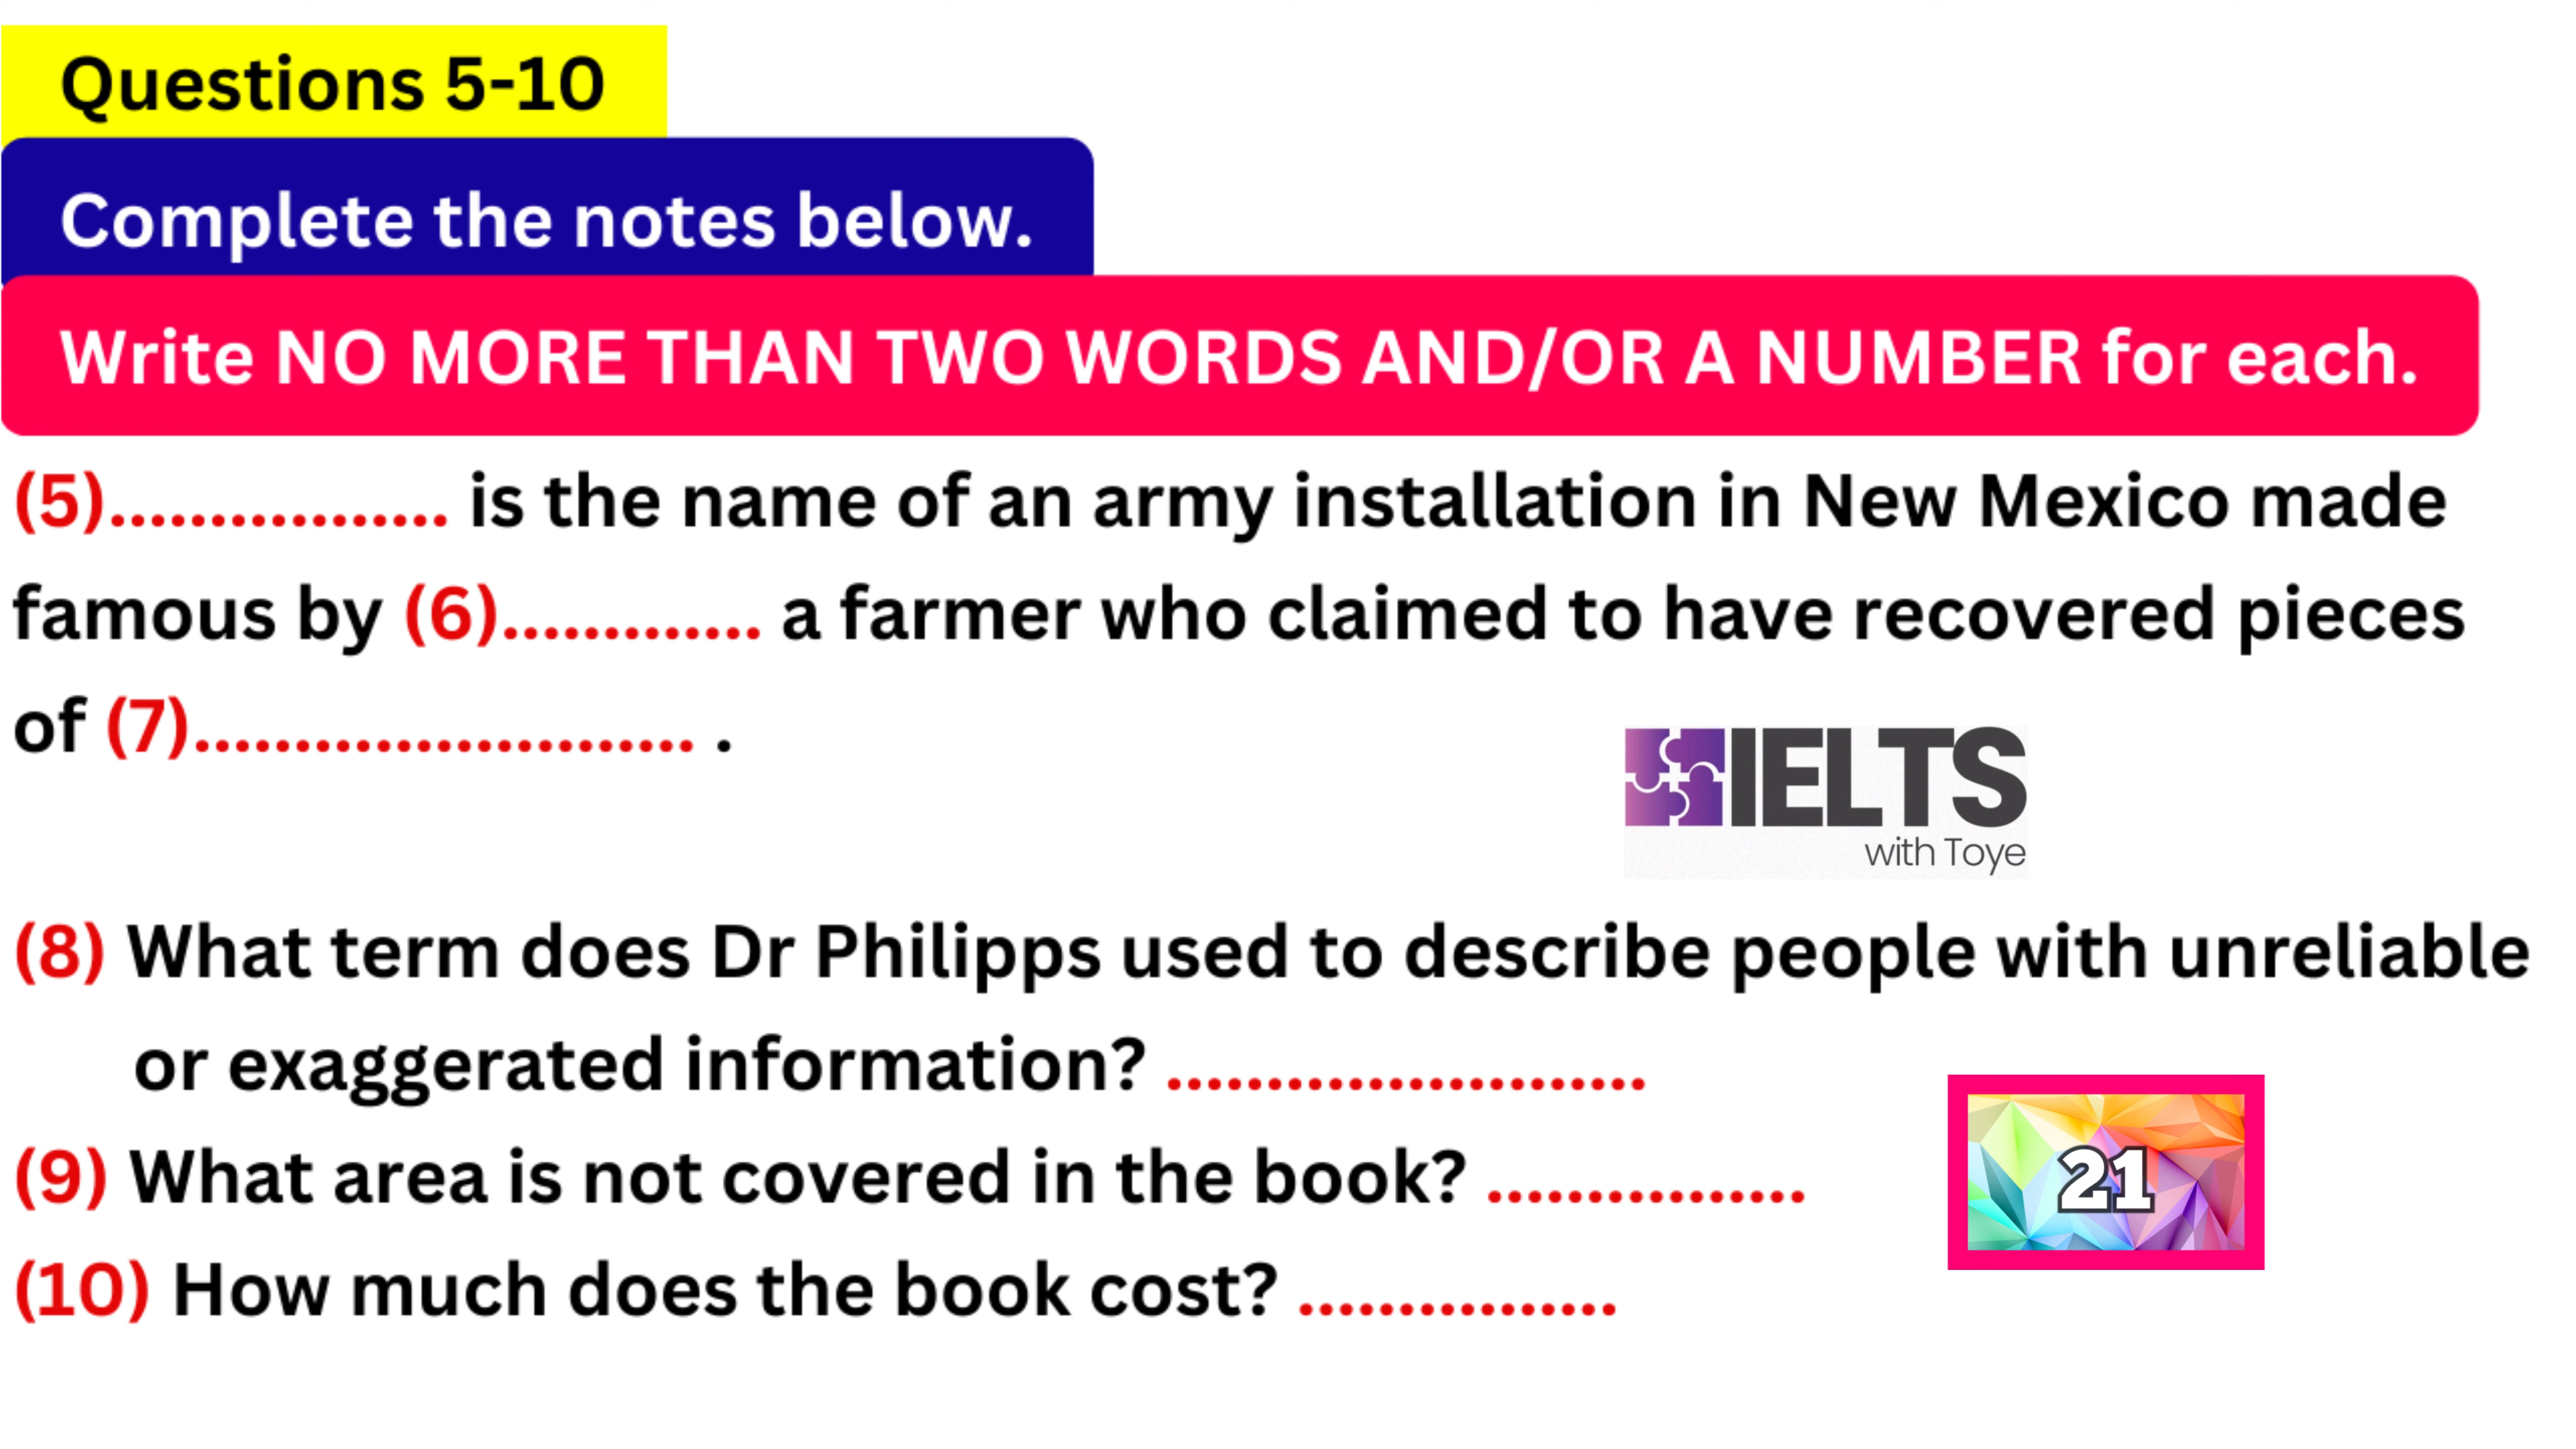 Questions 5-10
Complete the notes below.
Write NO MORE THAN TWO WORDS AND/OR A NUMBER for each.
(5)................. is the name of an army installation in New Mexico made
famous by (6)............. a farmer who claimed to have recovered pieces
of (7)......................... .
IELTS
with Toye
(8) What term does Dr Philipps used to describe people with unreliable
or exaggerated information? ........................
(9) What area is not covered in the book? ................
21
(10) How much does the book cost? ................